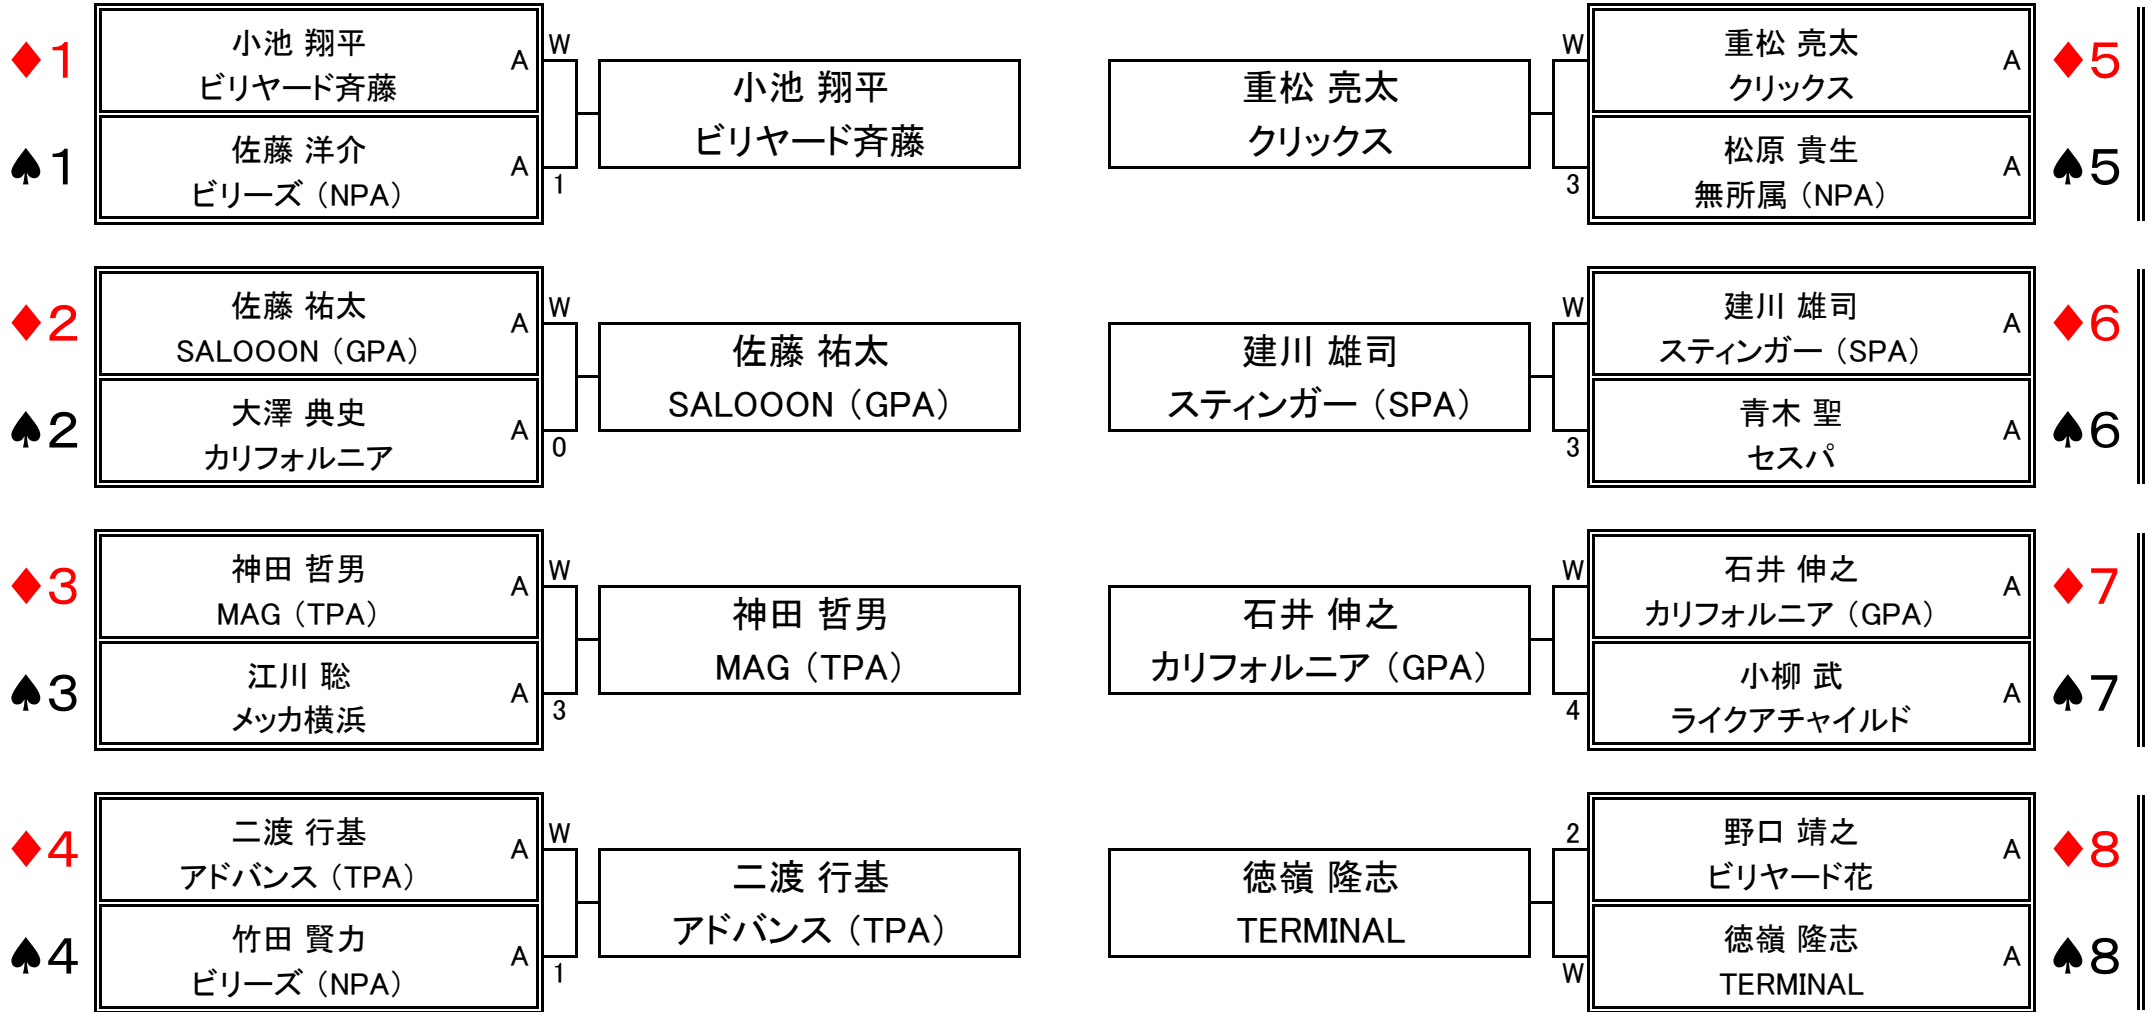 ♦1
小池 翔平
ビリヤード斉藤
A
W
♠1
佐藤 洋介
ビリーズ（NPA）
A
1
小池 翔平
ビリヤード斉藤
重松 亮太
クリックス
W
重松 亮太
クリックス
A
♦5
3
松原 貴生
無所属（NPA）
A
♠5
♦2
佐藤 祐太
SALOOON（GPA）
A
W
♠2
大澤 典史
カリフォルニア
A
0
佐藤 祐太
SALOOON（GPA）
建川 雄司
スティンガー（SPA）
W
建川 雄司
スティンガー（SPA）
A
♦6
3
青木 聖
セスパ
A
♠6
♦3
神田 哲男
MAG（TPA）
A
W
♠3
江川 聡
メッカ横浜
A
3
神田 哲男
MAG（TPA）
石井 伸之
カリフォルニア（GPA）
W
石井 伸之
カリフォルニア（GPA）
A
♦7
4
小柳 武
ライクアチャイルド
A
♠7
♦4
二渡 行基
アドバンス（TPA）
A
W
♠4
竹田 賢力
ビリーズ（NPA）
A
1
二渡 行基
アドバンス（TPA）
徳嶺 隆志
TERMINAL
2
野口 靖之
ビリヤード花
A
♦8
W
徳嶺 隆志
TERMINAL
A
♠8